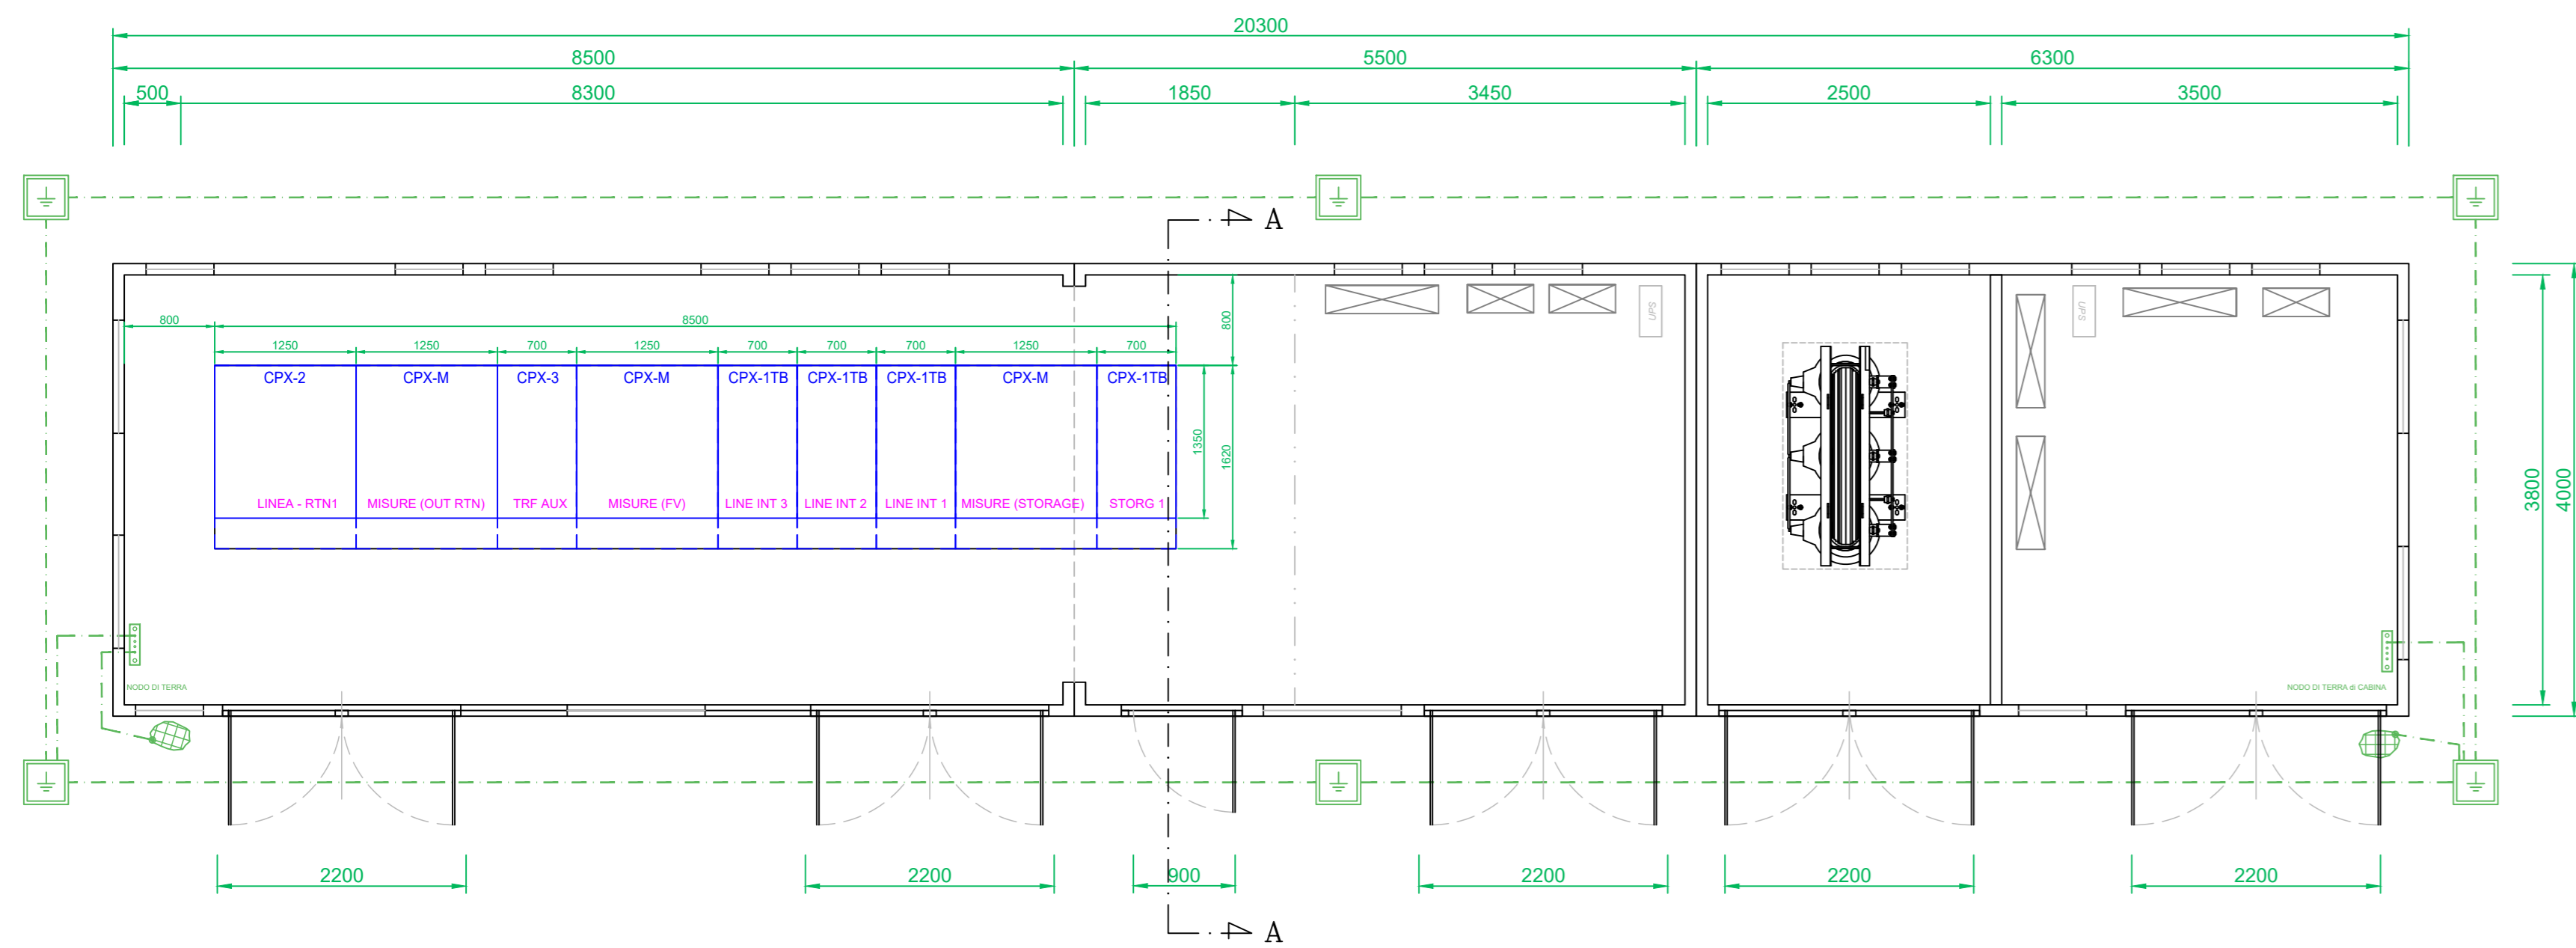 20300
8500 5500 6300
500 8300 1850 3450 2500 3500
A
800 8500 800
1250 1250 700 1250 700 700 700 1250 700
CPX-2 CPX-M CPX-3 CPX-M CPX-1TB CPX-1TB CPX-1TB CPX-M CPX-1TB
UPS UPS
1350 1620
3800 4000
LINEA - RTN1 MISURE (OUT RTN) TRF AUX MISURE (FV) LINE INT 3 LINE INT 2 LINE INT 1 MISURE (STORAGE) STORG 1
NODO DI TERRA NODO DI TERRA di CABINA
2200 2200 900 2200 2200 2200
A